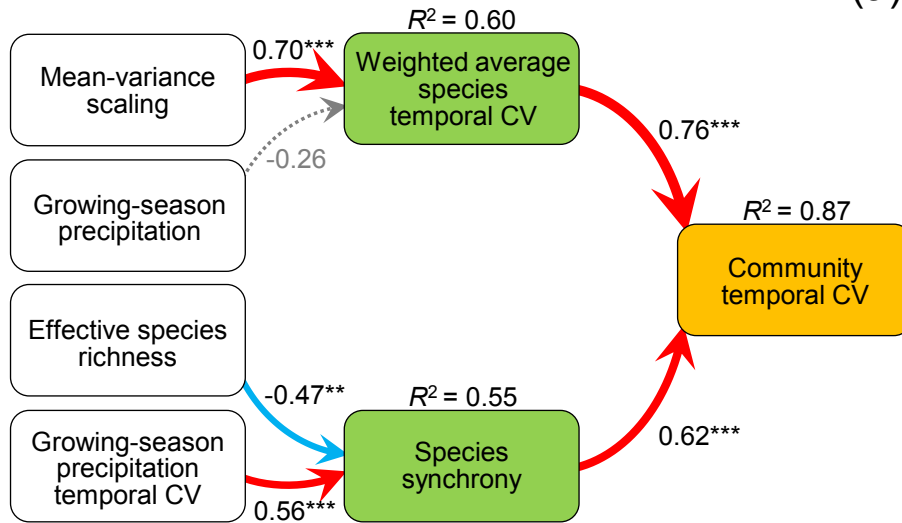 R² = 0.60
0.70***
Mean-variance
scaling
Weighted average
species
temporal CV
-0.26
0.76***
Growing-season
precipitation
R² = 0.87
Community
temporal CV
Effective species
richness
-0.47**
R² = 0.55
Growing-season
precipitation
temporal CV
0.56***
Species
synchrony
0.62***